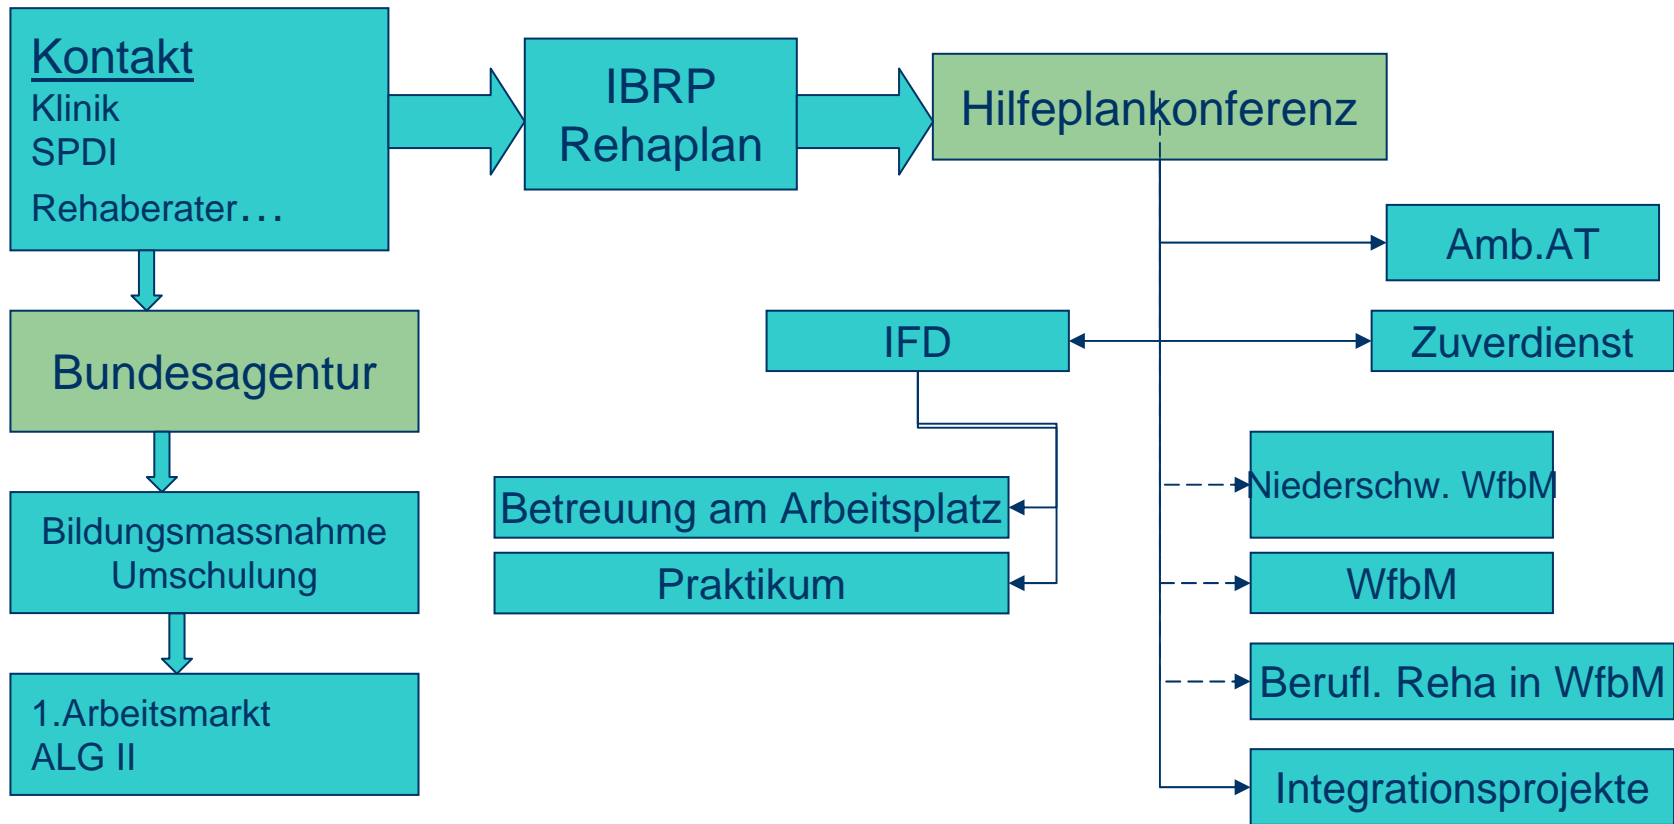 Kontakt
Klinik
SPDI
Rehaberater...
IBRP
Rehaplan
Hilfeplankonferenz
Amb.AT
Bundesagentur
IFD
Zuverdienst
Bildungsmassnahme
Umschulung
Betreuung am Arbeitsplatz
Praktikum
Niederschw. WfbM
WfbM
Berufl. Reha in WfbM
1.Arbeitsmarkt
ALG II
Integrationsprojekte